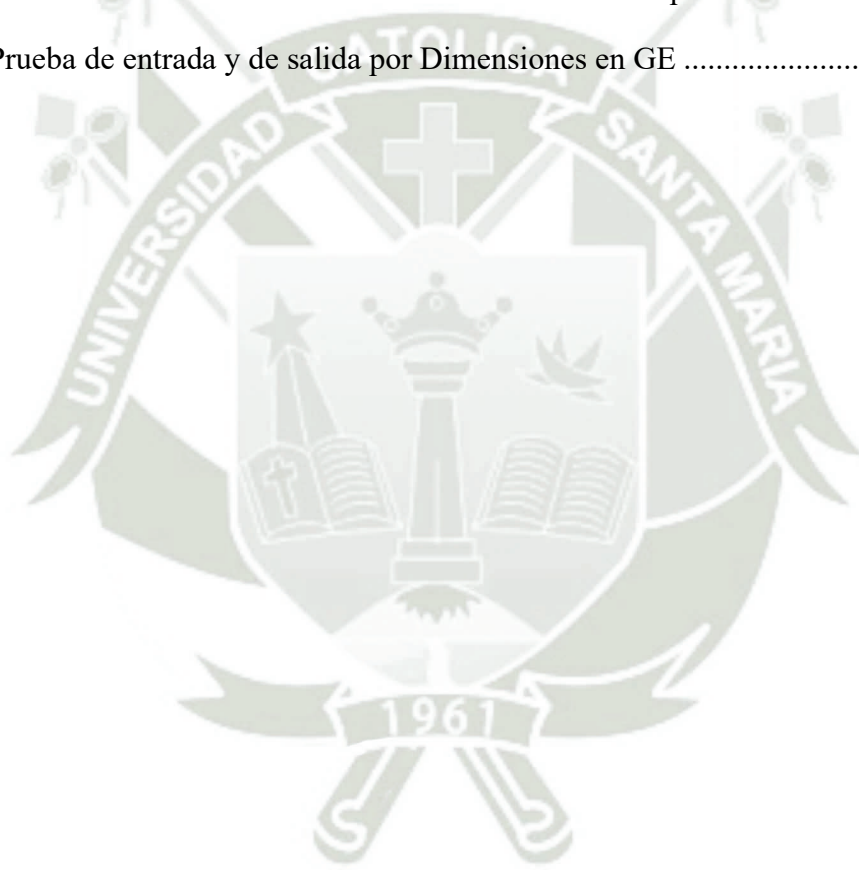 Prueba de entrada y de salida por Dimensiones en GE ......................
CATOLICA
UNIVERSIDAD
SANTA MARIA
1961